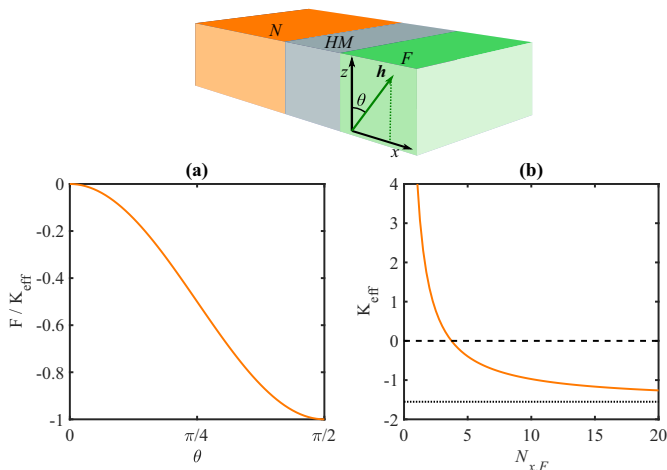 N
HM
F
z
h
θ
x
(a)
(b)
0
-0.2
-0.4
-0.6
-0.8
-1
F / K_eff
0
π/4
π/2
θ
4
3
2
1
0
-1
-2
K_eff
0
5
10
15
20
N_x,F